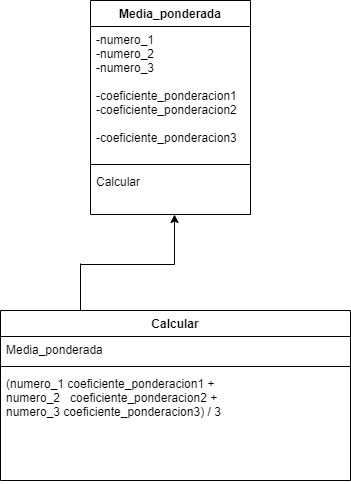 Media_ponderada
-numero_1
-numero_2
-numero_3
-coeficiente_ponderacion1
-coeficiente_ponderacion2
-coeficiente_ponderacion3
Calcular
Calcular
Media_ponderada
(numero_1 coeficiente_ponderacion1 +
numero_2 coeficiente_ponderacion2 +
numero_3 coeficiente_ponderacion3) / 3